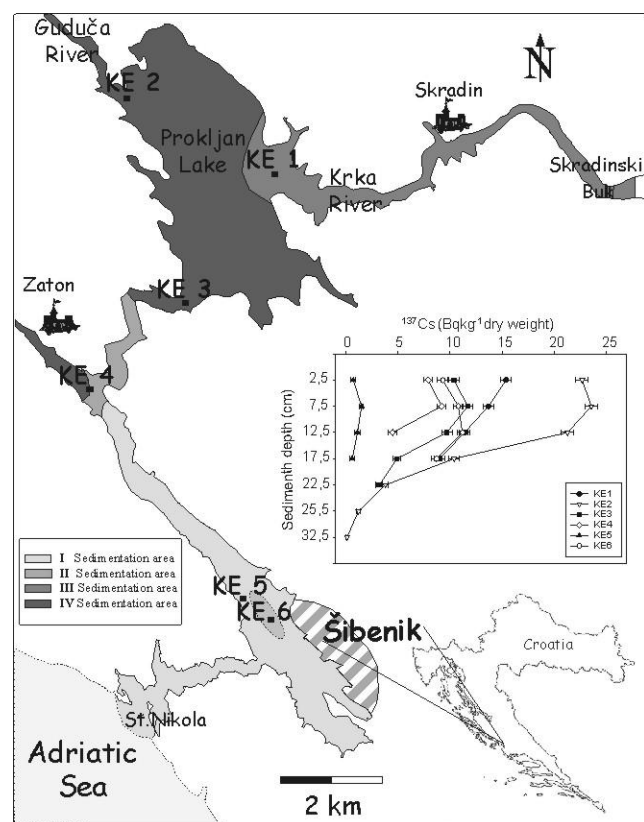 Guduča
River
KE 2
Skradin
N
Prokljan
Lake
KE 1
Krka
River
Skradinski
Buk
Zaton
KE 3
KE 4
¹³⁷Cs (Bqkg⁻¹ dry weight)
0 5 10 15 20 25
Sedimenth depth (cm)
2,5
7,5
12,5
17,5
22,5
27,5
32,5
KE1
KE2
KE3
KE4
KE5
KE6
I Sedimentation area
II Sedimentation area
III Sedimentation area
IV Sedimentation area
KE 5
KE 6
Šibenik
Croatia
St.Nikola
Adriatic
Sea
2 km